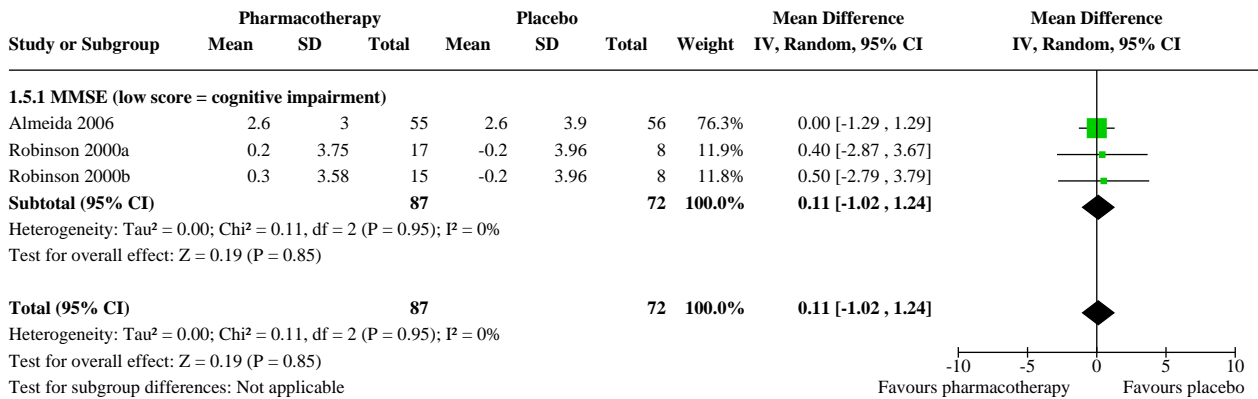 Pharmacotherapy Placebo Mean Difference Mean Difference
Study or Subgroup Mean SD Total Mean SD Total Weight IV, Random, 95% CI IV, Random, 95% CI
1.5.1 MMSE (low score = cognitive impairment)
Almeida 2006 2.6 3 55 2.6 3.9 56 76.3% 0.00 [-1.29 , 1.29]
Robinson 2000a 0.2 3.75 17 -0.2 3.96 8 11.9% 0.40 [-2.87 , 3.67]
Robinson 2000b 0.3 3.58 15 -0.2 3.96 8 11.8% 0.50 [-2.79 , 3.79]
Subtotal (95% CI) 87 72 100.0% 0.11 [-1.02 , 1.24]
Heterogeneity: Tau² = 0.00; Chi² = 0.11, df = 2 (P = 0.95); I² = 0%
Test for overall effect: Z = 0.19 (P = 0.85)
Total (95% CI) 87 72 100.0% 0.11 [-1.02 , 1.24]
Heterogeneity: Tau² = 0.00; Chi² = 0.11, df = 2 (P = 0.95); I² = 0%
Test for overall effect: Z = 0.19 (P = 0.85)
-10 -5 0 5 10
Test for subgroup differences: Not applicable Favours pharmacotherapy Favours placebo